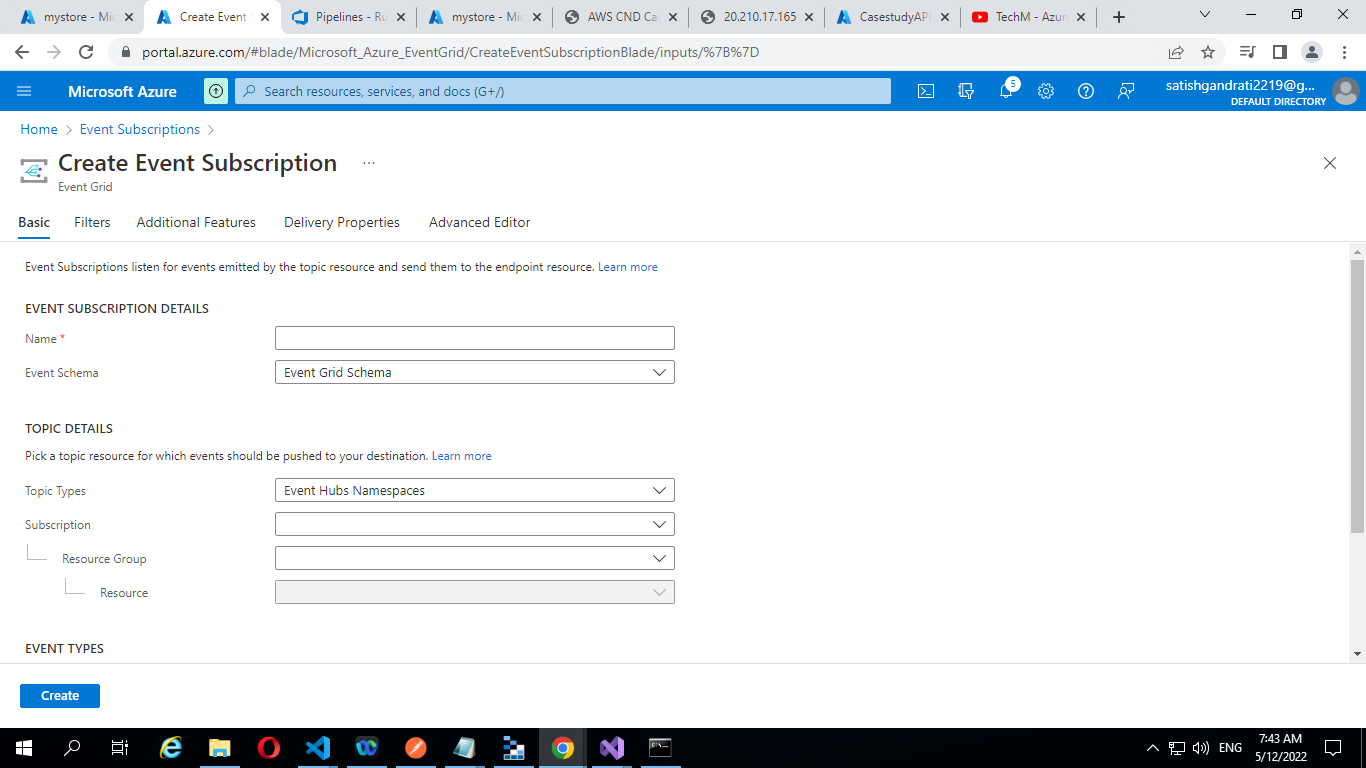 mystore - Mic
Create Event
Pipelines - Ru
mystore - Mic
AWS CND Ca
20.210.17.165
CasestudyAPI
TechM - Azur
portal.azure.com/#blade/Microsoft_Azure_EventGrid/CreateEventSubscriptionBlade/inputs/%7B%7D
Microsoft Azure
Search resources, services, and docs (G+/)
5
satishgandrati2219@g...
DEFAULT DIRECTORY
Home > Event Subscriptions >
Create Event Subscription ...
Event Grid
Basic Filters Additional Features Delivery Properties Advanced Editor
Event Subscriptions listen for events emitted by the topic resource and send them to the endpoint resource. Learn more
EVENT SUBSCRIPTION DETAILS
Name *
Event Schema Event Grid Schema
TOPIC DETAILS
Pick a topic resource for which events should be pushed to your destination. Learn more
Topic Types Event Hubs Namespaces
Subscription
Resource Group
Resource
EVENT TYPES
Create
ENG
7:43 AM
5/12/2022